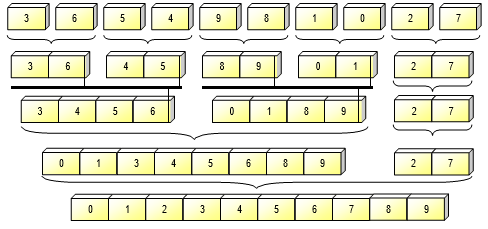 3 6 5 4 9 8 1 0 2 7
3 6 4 5 8 9 0 1 2 7
3 4 5 6 0 1 8 9 2 7
0 1 3 4 5 6 8 9 2 7
0 1 2 3 4 5 6 7 8 9